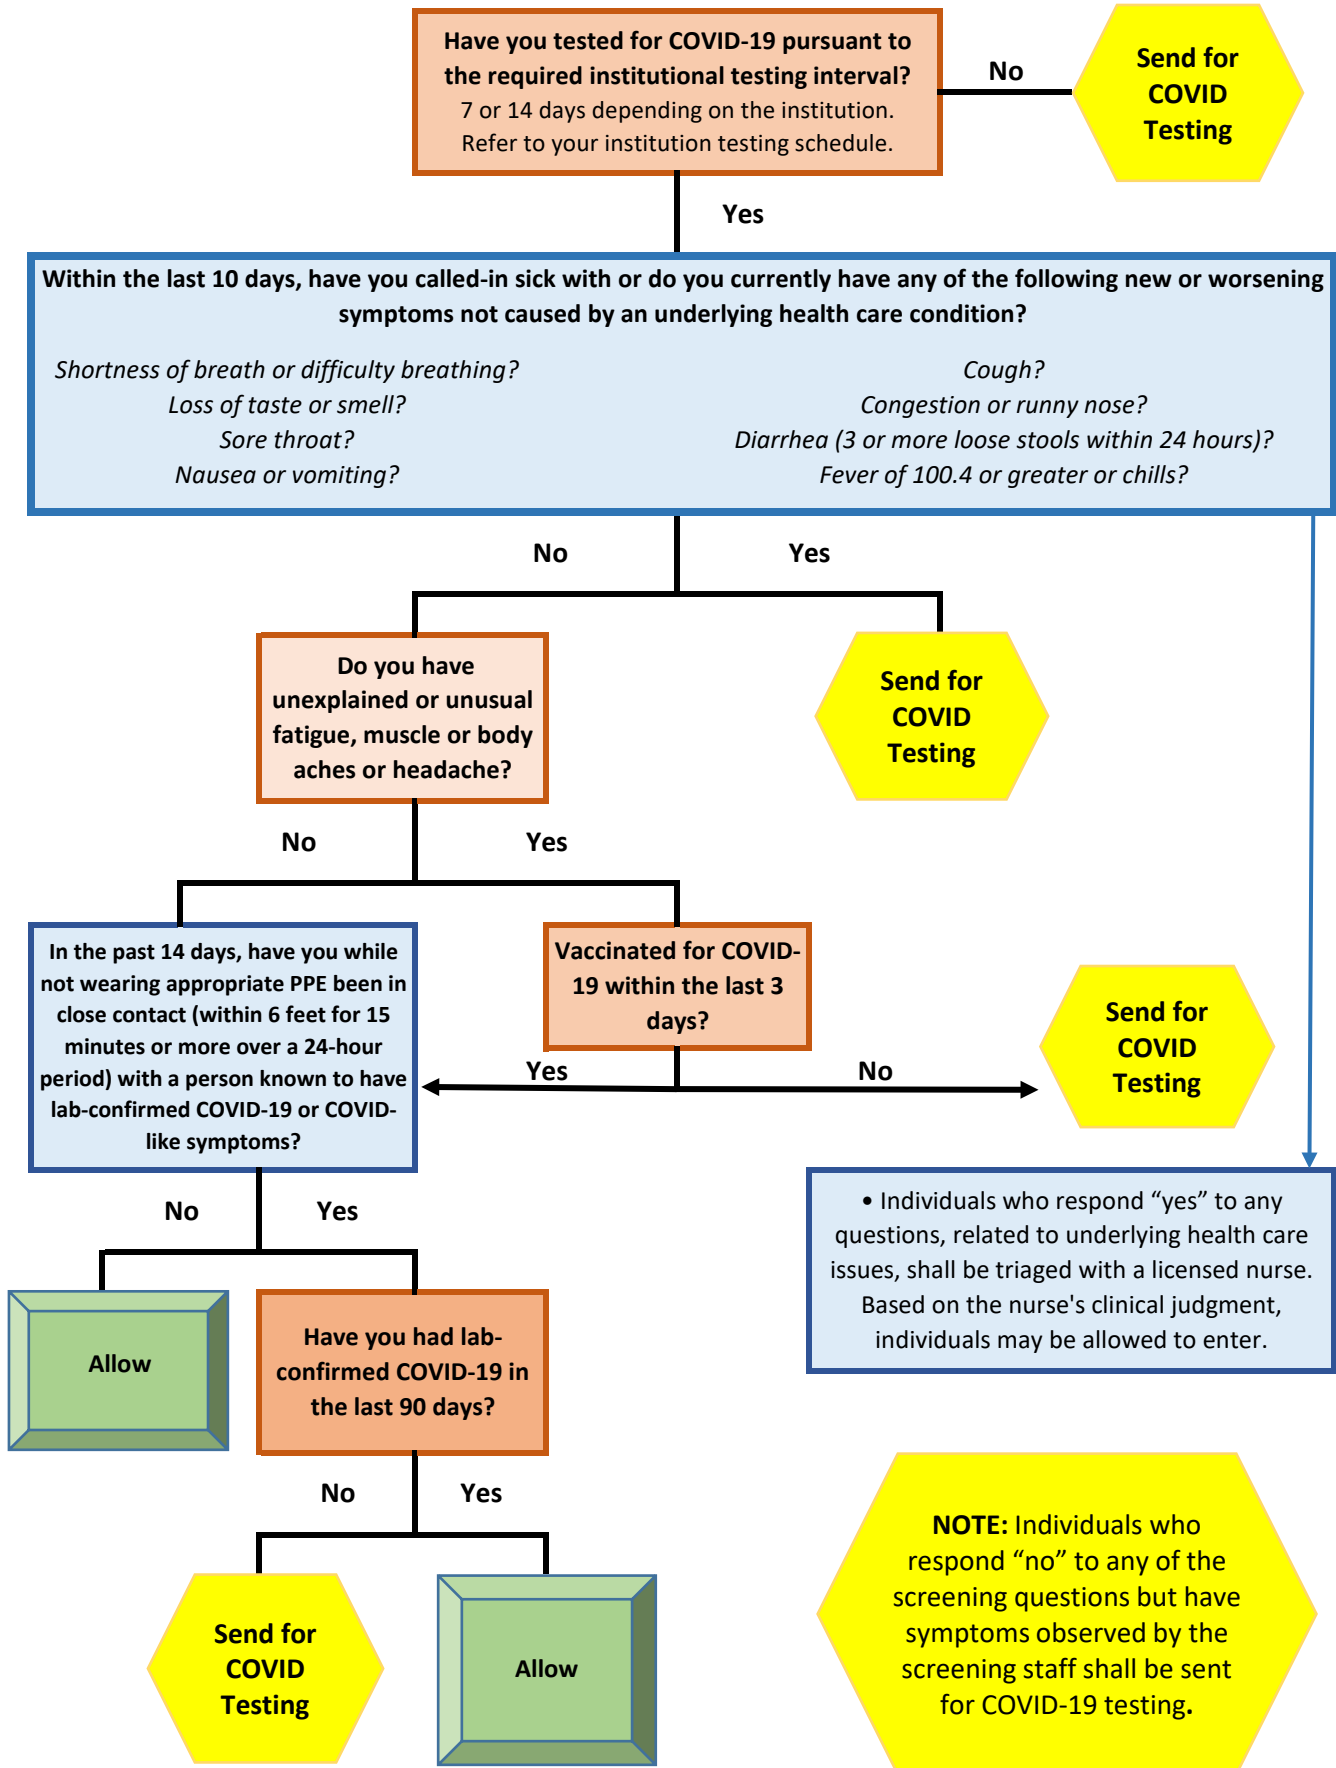 Have you tested for COVID-19 pursuant to
the required institutional testing interval?
7 or 14 days depending on the institution.
Refer to your institution testing schedule.
No
Send for
COVID
Testing
Yes
Within the last 10 days, have you called-in sick with or do you currently have any of the following new or worsening
symptoms not caused by an underlying health care condition?
Shortness of breath or difficulty breathing?
Loss of taste or smell?
Sore throat?
Nausea or vomiting?
Cough?
Congestion or runny nose?
Diarrhea (3 or more loose stools within 24 hours)?
Fever of 100.4 or greater or chills?
No
Yes
Do you have
unexplained or unusual
fatigue, muscle or body
aches or headache?
Send for
COVID
Testing
No
Yes
In the past 14 days, have you while
not wearing appropriate PPE been in
close contact (within 6 feet for 15
minutes or more over a 24-hour
period) with a person known to have
lab-confirmed COVID-19 or COVID-
like symptoms?
Vaccinated for COVID-
19 within the last 3
days?
Yes
No
Send for
COVID
Testing
No
Yes
• Individuals who respond “yes” to any
questions, related to underlying health care
issues, shall be triaged with a licensed nurse.
Based on the nurse's clinical judgment,
individuals may be allowed to enter.
Allow
Have you had lab-
confirmed COVID-19 in
the last 90 days?
No
Yes
Send for
COVID
Testing
Allow
NOTE: Individuals who
respond “no” to any of the
screening questions but have
symptoms observed by the
screening staff shall be sent
for COVID-19 testing.